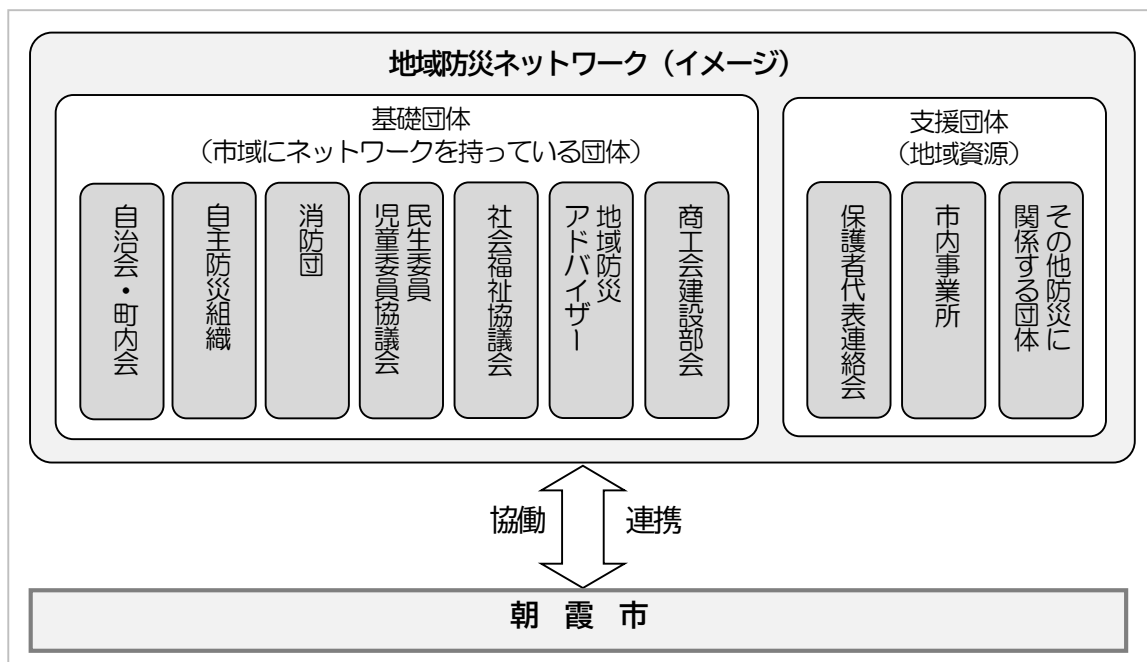 地域防災ネットワーク（イメージ）
基礎団体
（市域にネットワークを持っている団体）
自治会・町内会
自主防災組織
消防団
民生委員
児童委員協議会
社会福祉協議会
地域防災
アドバイザー
商工会建設部会
支援団体
（地域資源）
保護者代表連絡会
市内事業所
その他防災に
関係する団体
協働
連携
朝霞市